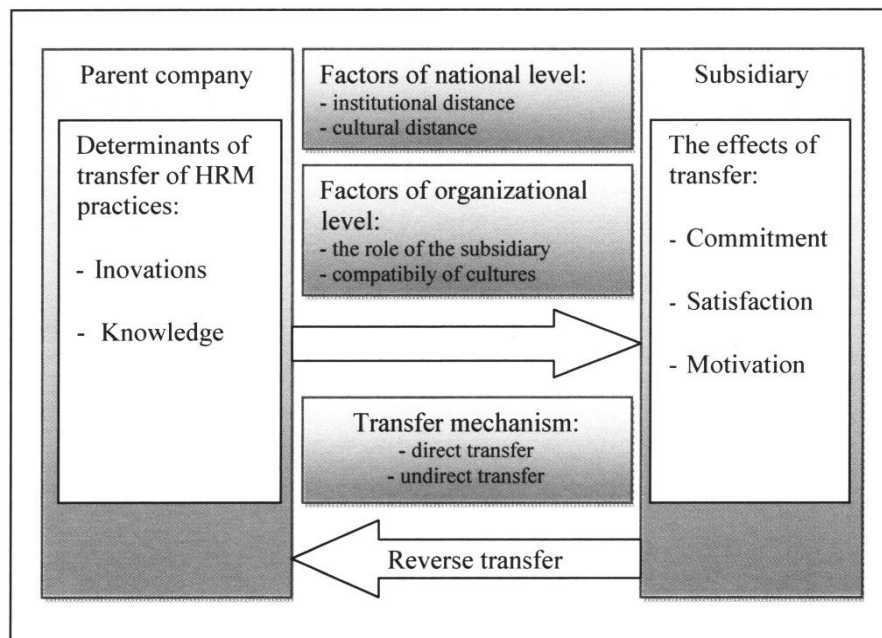 Parent company
Determinants of
transfer of HRM
practices:
- Inovations
- Knowledge
Factors of national level:
- institutional distance
- cultural distance
Factors of organizational
level:
- the role of the subsidiary
- compatibily of cultures
Transfer mechanism:
- direct transfer
- undirect transfer
Reverse transfer
Subsidiary
The effects of
transfer:
- Commitment
- Satisfaction
- Motivation